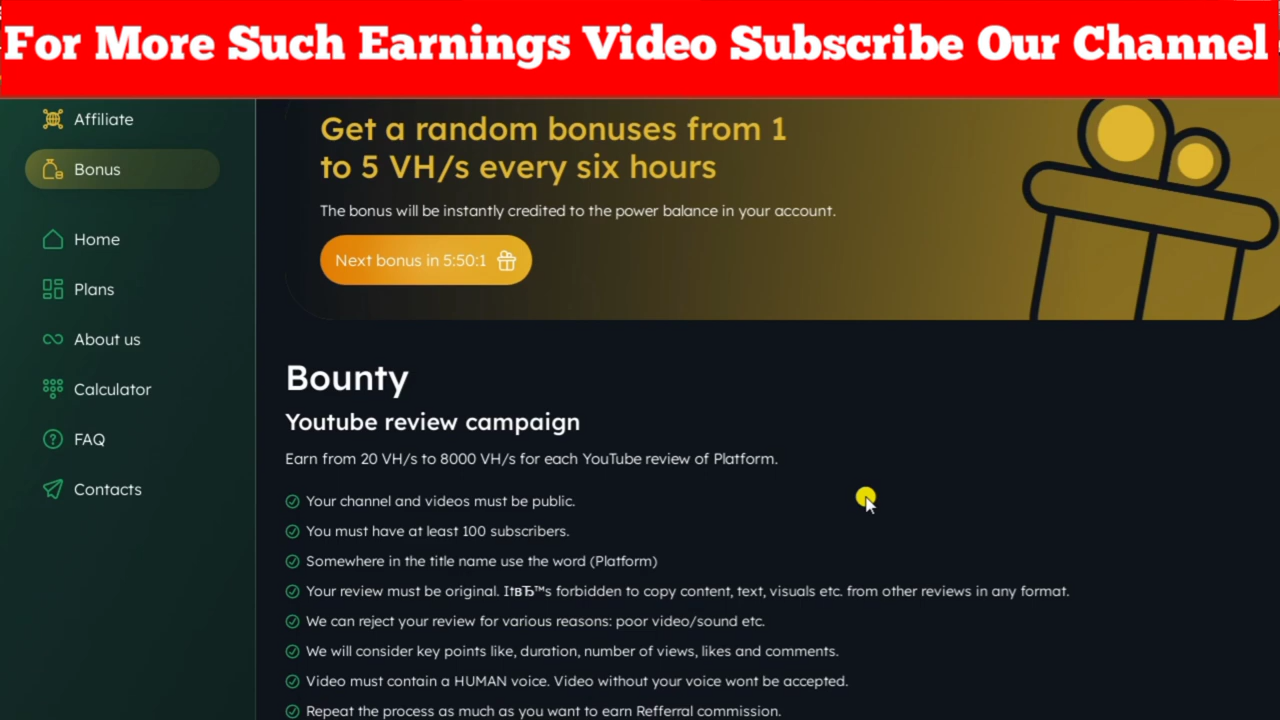 For More Such Earnings Video Subscribe Our Channel
Affiliate
Bonus
Home
Plans
About us
Calculator
FAQ
Contacts
Get a random bonuses from 1
to 5 VH/s every six hours
The bonus will be instantly credited to the power balance in your account.
Next bonus in 5:50:1
Bounty
Youtube review campaign
Earn from 20 VH/s to 8000 VH/s for each YouTube review of Platform.
Your channel and videos must be public.
You must have at least 100 subscribers.
Somewhere in the title name use the word (Platform)
Your review must be original. ItвЂ™s forbidden to copy content, text, visuals etc. from other reviews in any format.
We can reject your review for various reasons: poor video/sound etc.
We will consider key points like, duration, number of views, likes and comments.
Video must contain a HUMAN voice. Video without your voice wont be accepted.
Repeat the process as much as you want to earn Refferral commission.